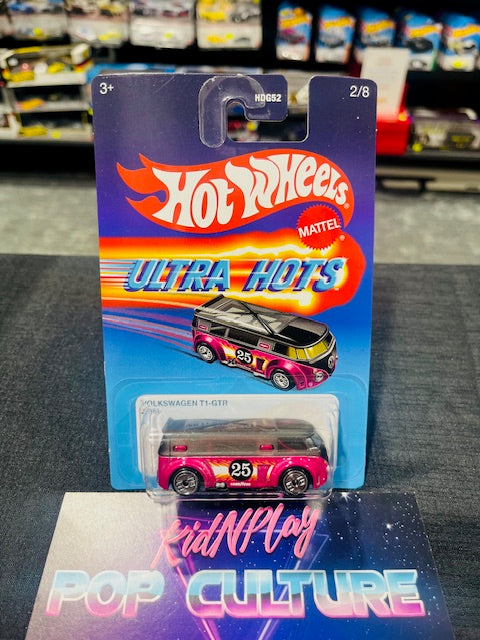 3+
HDG52
2/8
Hot Wheels
MATTEL
ULTRA HOTS
25
VOLKSWAGEN T1-GTR
25
KidNPlay
POP CULTURE